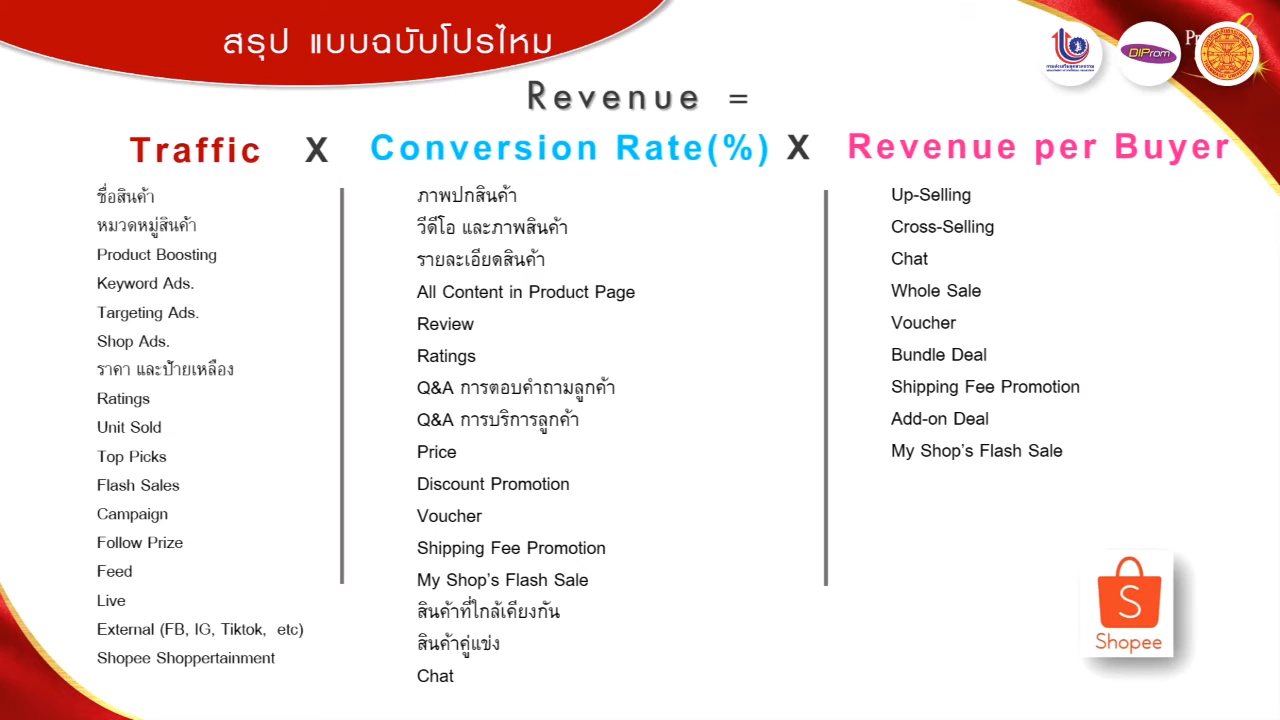 สรุป แบบฉบับโปรไหม
DIProm
Revenue =
Traffic X Conversion Rate(%) X Revenue per Buyer
ชื่อสินค้า
หมวดหมู่สินค้า
Product Boosting
Keyword Ads.
Targeting Ads.
Shop Ads.
ราคา และป้ายเหลือง
Ratings
Unit Sold
Top Picks
Flash Sales
Campaign
Follow Prize
Feed
Live
External (FB, IG, Tiktok, etc)
Shopee Shoppertainment
ภาพปกสินค้า
วีดีโอ และภาพสินค้า
รายละเอียดสินค้า
All Content in Product Page
Review
Ratings
Q&A การตอบคำถามลูกค้า
Q&A การบริการลูกค้า
Price
Discount Promotion
Voucher
Shipping Fee Promotion
My Shop's Flash Sale
สินค้าที่ใกล้เคียงกัน
สินค้าคู่แข่ง
Chat
Up-Selling
Cross-Selling
Chat
Whole Sale
Voucher
Bundle Deal
Shipping Fee Promotion
Add-on Deal
My Shop's Flash Sale
S
Shopee